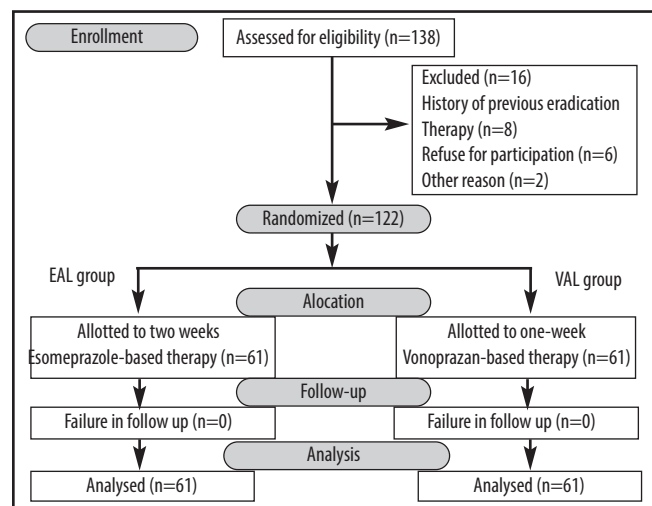 Enrollment
Assessed for eligibility (n=138)
Excluded (n=16)
History of previous eradication
Therapy (n=8)
Refuse for participation (n=6)
Other reason (n=2)
Randomized (n=122)
EAL group
VAL group
Alocation
Allotted to two weeks
Esomeprazole-based therapy (n=61)
Allotted to one-week
Vonoprazan-based therapy (n=61)
Follow-up
Failure in follow up (n=0)
Failure in follow up (n=0)
Analysis
Analysed (n=61)
Analysed (n=61)